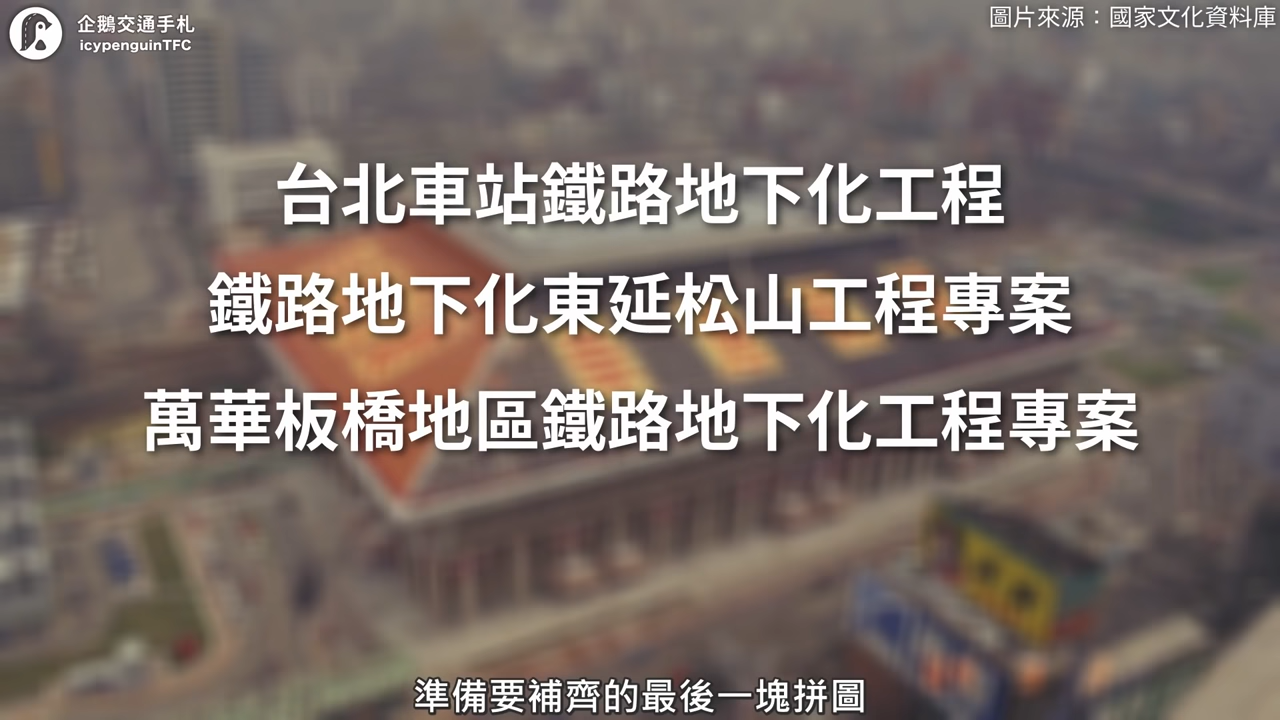 企鵝交通手札
icypenguinTFC
圖片來源：國家文化資料庫
台北車站鐵路地下化工程
鐵路地下化東延松山工程專案
萬華板橋地區鐵路地下化工程專案
準備要補齊的最後一塊拼圖